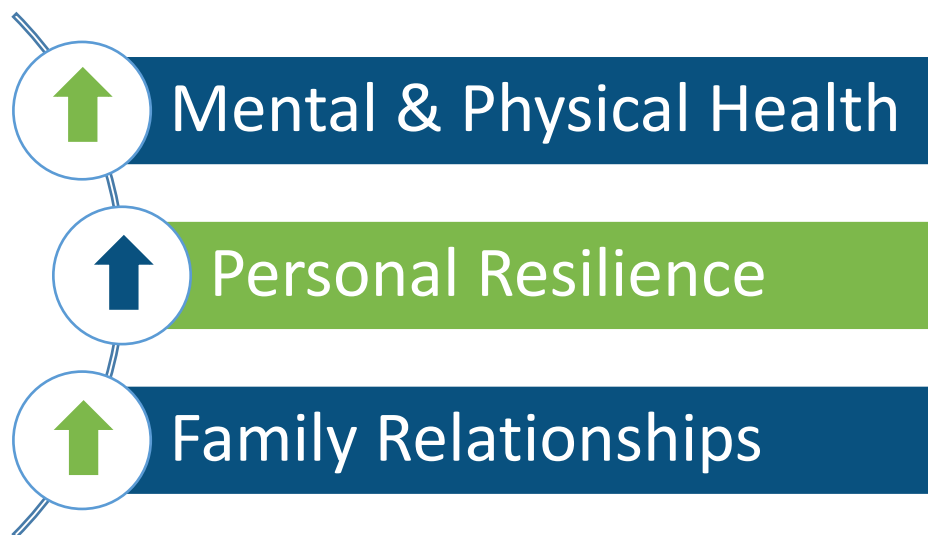 Mental & Physical Health
Personal Resilience
Family Relationships